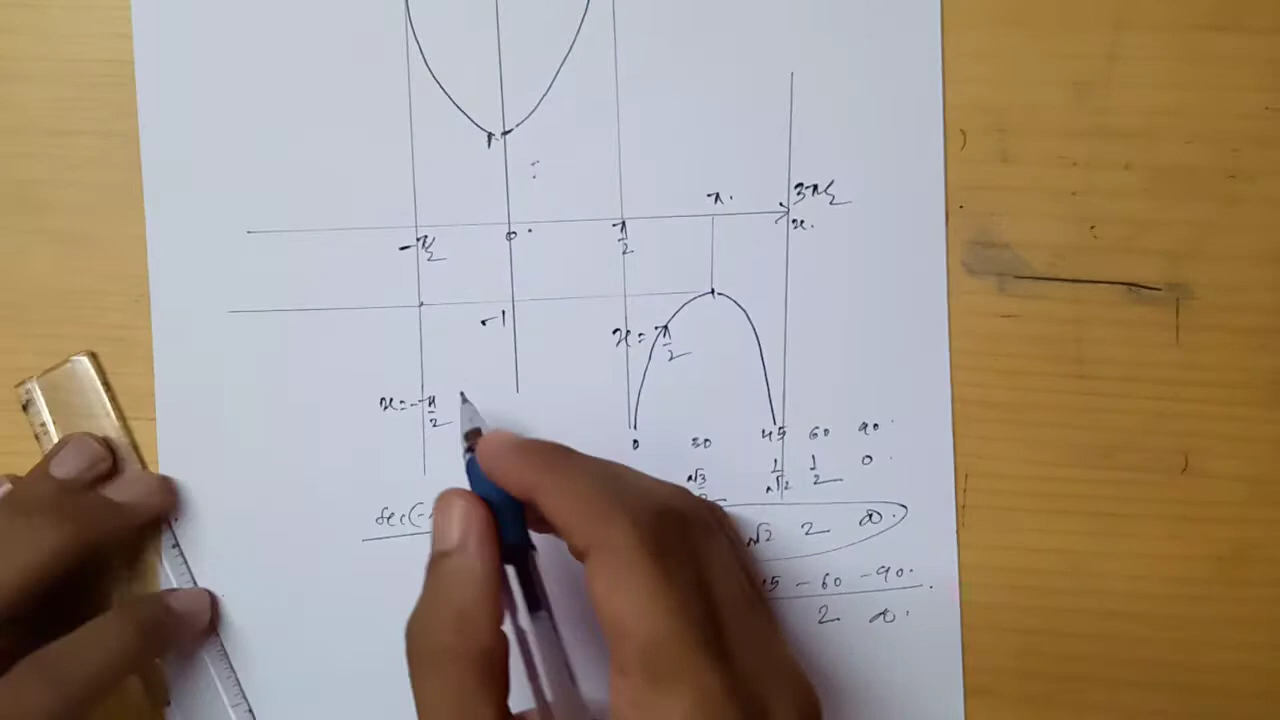 π. 3π/2
-π/2 0 π/2 x.
-1
x = π/2
x = -π/2
0 30 45 60 90
√3/2 1/√2 1/2 0
sec(- √2 2 ∞
45 -60 -90
2 ∞